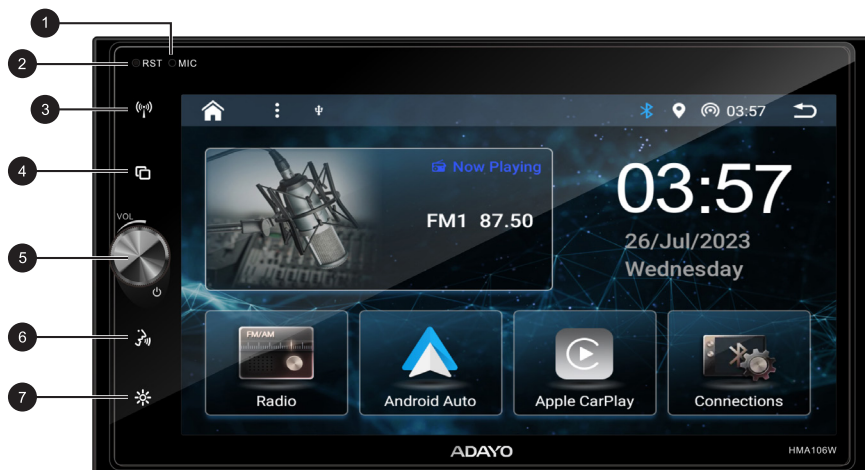 1
2
RST
MIC
3
03:57
4
Now Playing
FM1 87.50
03:57
26/Jul/2023
Wednesday
VOL
5
6
FM/AM
Radio
Android Auto
Apple CarPlay
Connections
7
ADAYO
HMA106W